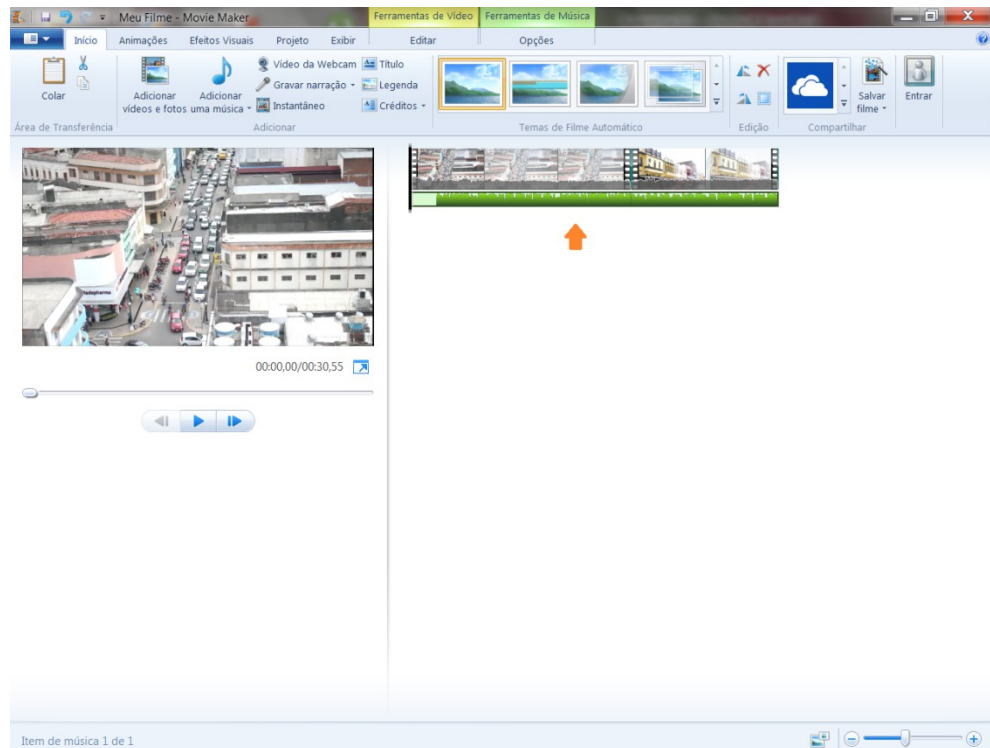 Meu Filme - Movie Maker
Ferramentas de Vídeo
Ferramentas de Música
Início
Animações
Efeitos Visuais
Projeto
Exibir
Editar
Opções
Colar
Adicionar vídeos e fotos
Adicionar uma música
Vídeo da Webcam
Gravar narração
Instantâneo
Título
Legenda
Créditos
Salvar filme
Entrar
Área de Transferência
Adicionar
Temas de Filme Automático
Edição
Compartilhar
00:00,00/00:30,55
Item de música 1 de 1